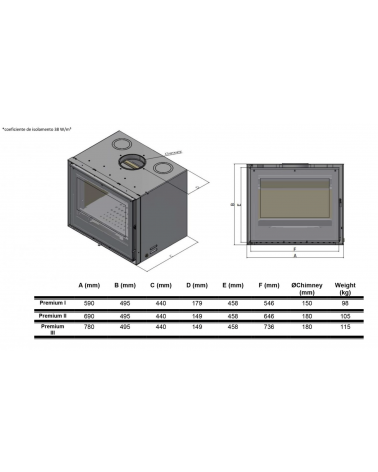 *coeficiente de isolamento 38 W/m²
A (mm) B (mm) C (mm) D (mm) E (mm) F (mm) ØChimney (mm) Weight (kg)
Premium I 590 495 440 179 458 546 150 98
Premium II 690 495 440 149 458 646 180 105
Premium III 780 495 440 149 458 736 180 115
B
E
F
A